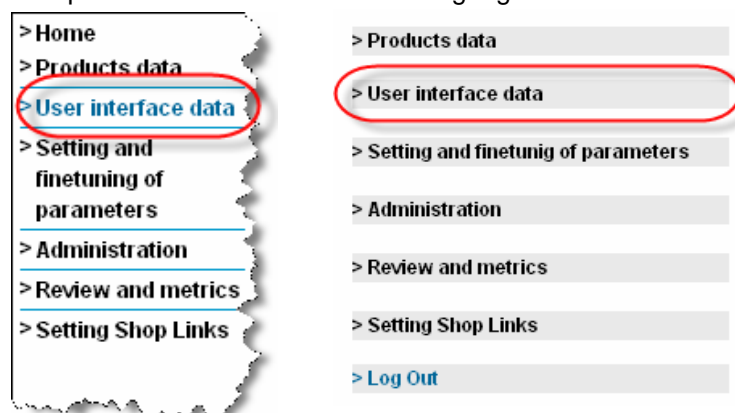 >Home
>Products data
>User interface data
>Setting and
finetuning of
parameters
>Administration
>Review and metrics
>Setting Shop Links
> Products data
> User interface data
> Setting and finetunig of parameters
> Administration
> Review and metrics
> Setting Shop Links
> Log Out